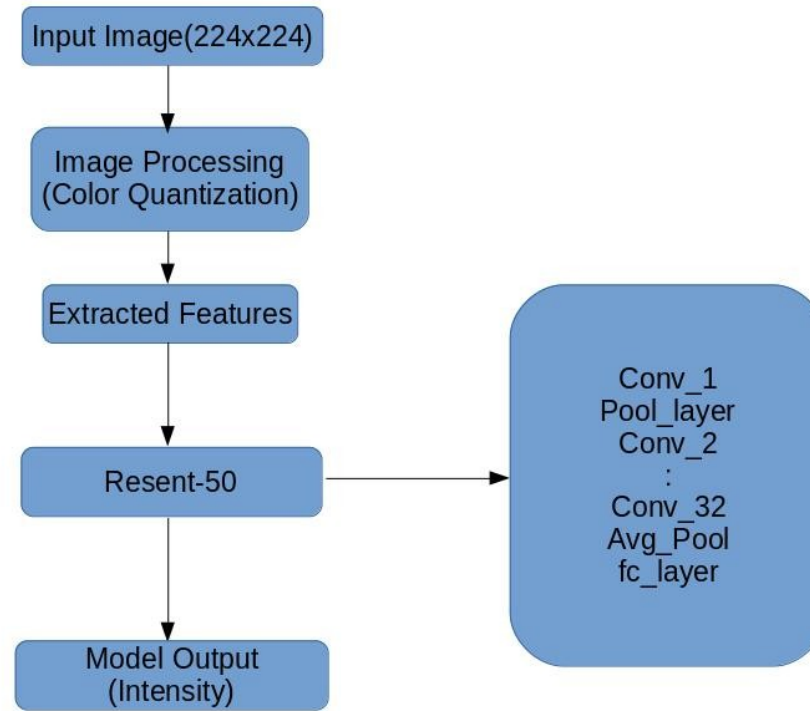 Input Image(224x224)
Image Processing
(Color Quantization)
Extracted Features
Resent-50
Model Output
(Intensity)
Conv_1
Pool_layer
Conv_2
:
Conv_32
Avg_Pool
fc_layer